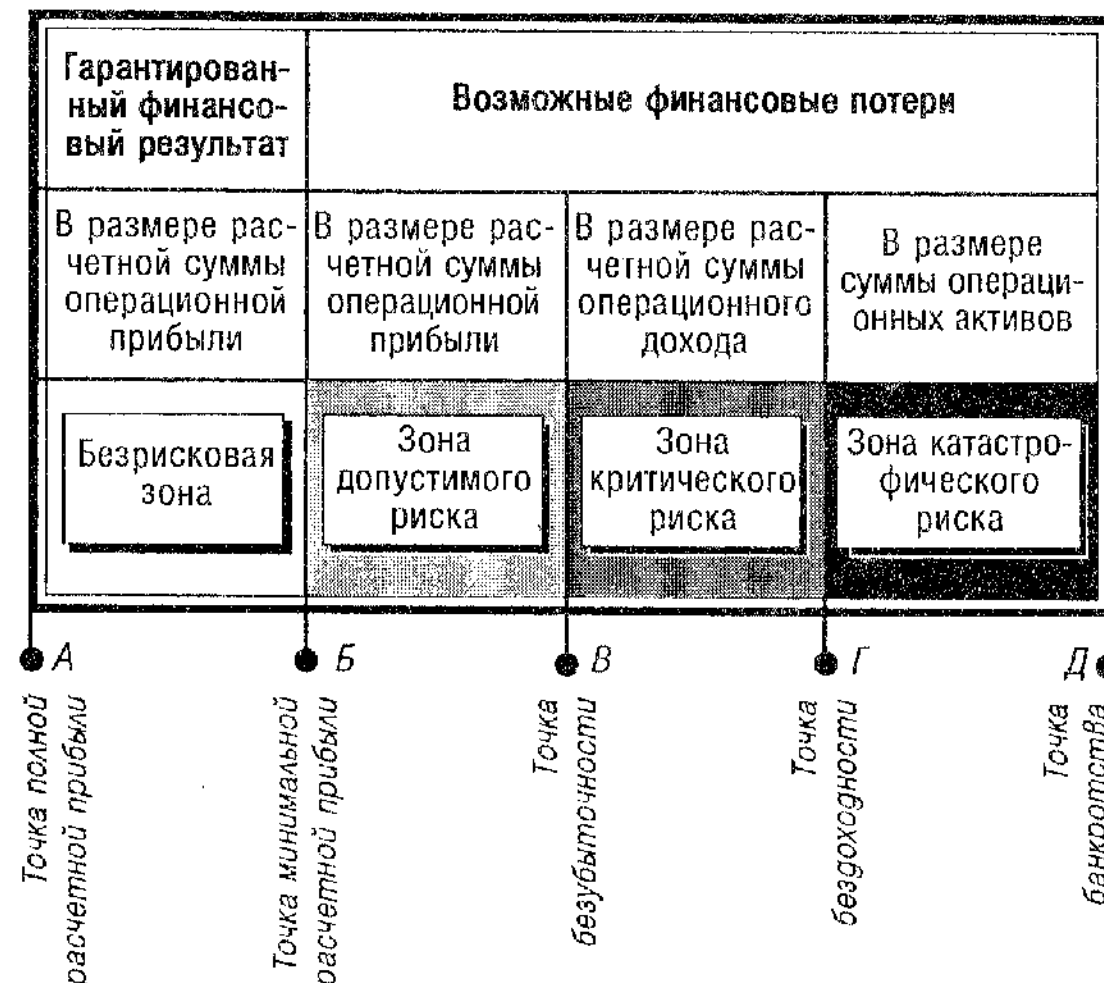 Гарантирован-
ный финансо-
вый результат
Возможные финансовые потери
В размере рас-
четной суммы
операционной
прибыли
В размере рас-
четной суммы
операционной
прибыли
В размере рас-
четной суммы
операционного
дохода
В размере
суммы операци-
онных активов
Безрисковая
зона
Зона
допустимого
риска
Зона
критического
риска
Зона катастро-
фического
риска
А
Б
В
Г
Д
Точка полной
расчетной прибыли
Точка минимальной
расчетной прибыли
Точка
безубыточности
Точка
бездоходности
Точка
банкротства